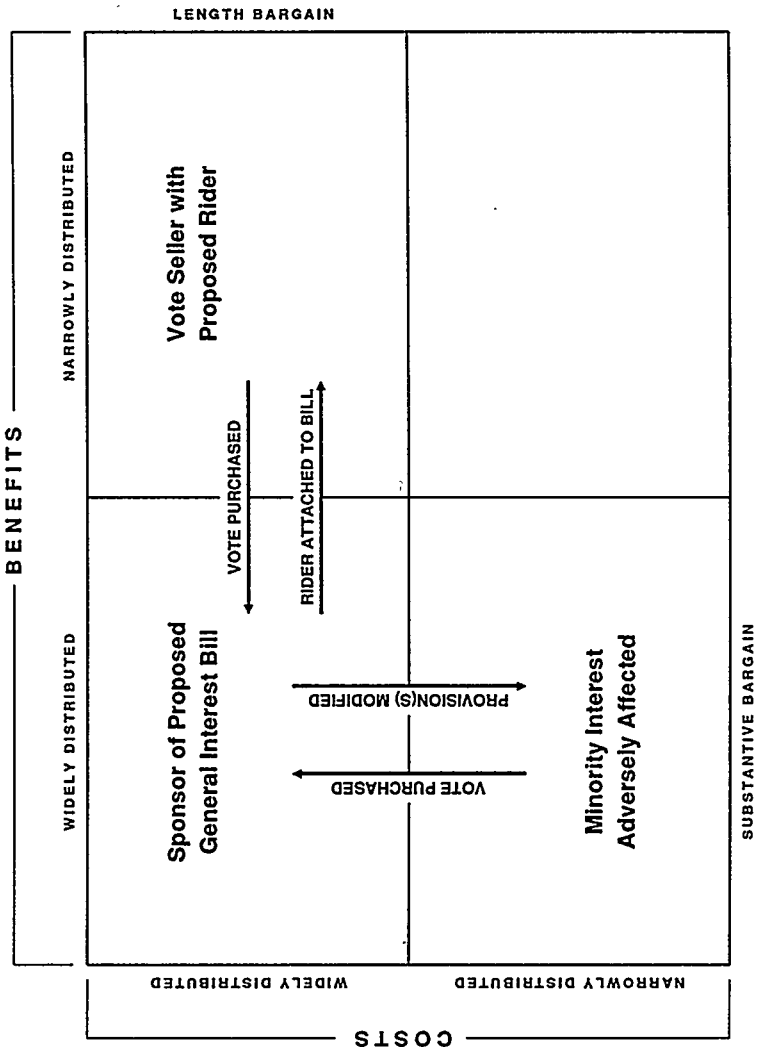 BENEFITS
WIDELY DISTRIBUTED
NARROWLY DISTRIBUTED
COSTS
WIDELY DISTRIBUTED
NARROWLY DISTRIBUTED
LENGTH BARGAIN
Sponsor of Proposed
General Interest Bill
VOTE PURCHASED
RIDER ATTACHED TO BILL
Vote Seller with
Proposed Rider
VOTE PURCHASED
PROVISION(S) MODIFIED
Minority Interest
Adversely Affected
SUBSTANTIVE BARGAIN